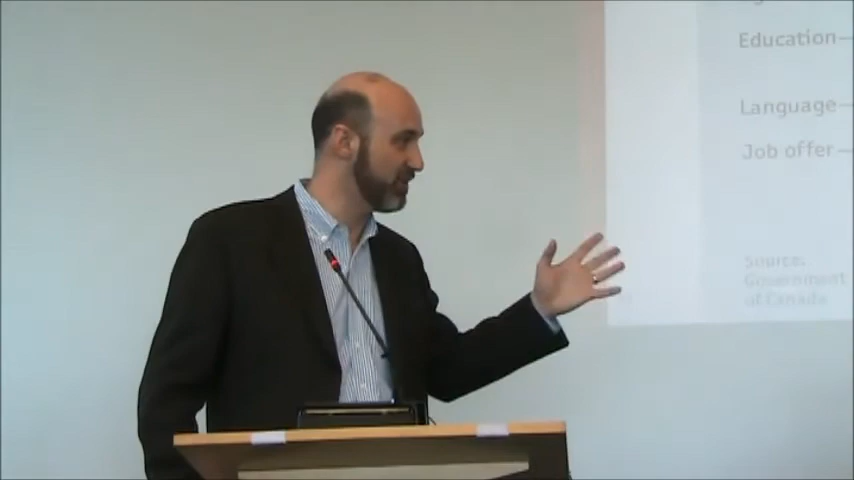 Education
Language
Job offer
Source:
Government
of Canada